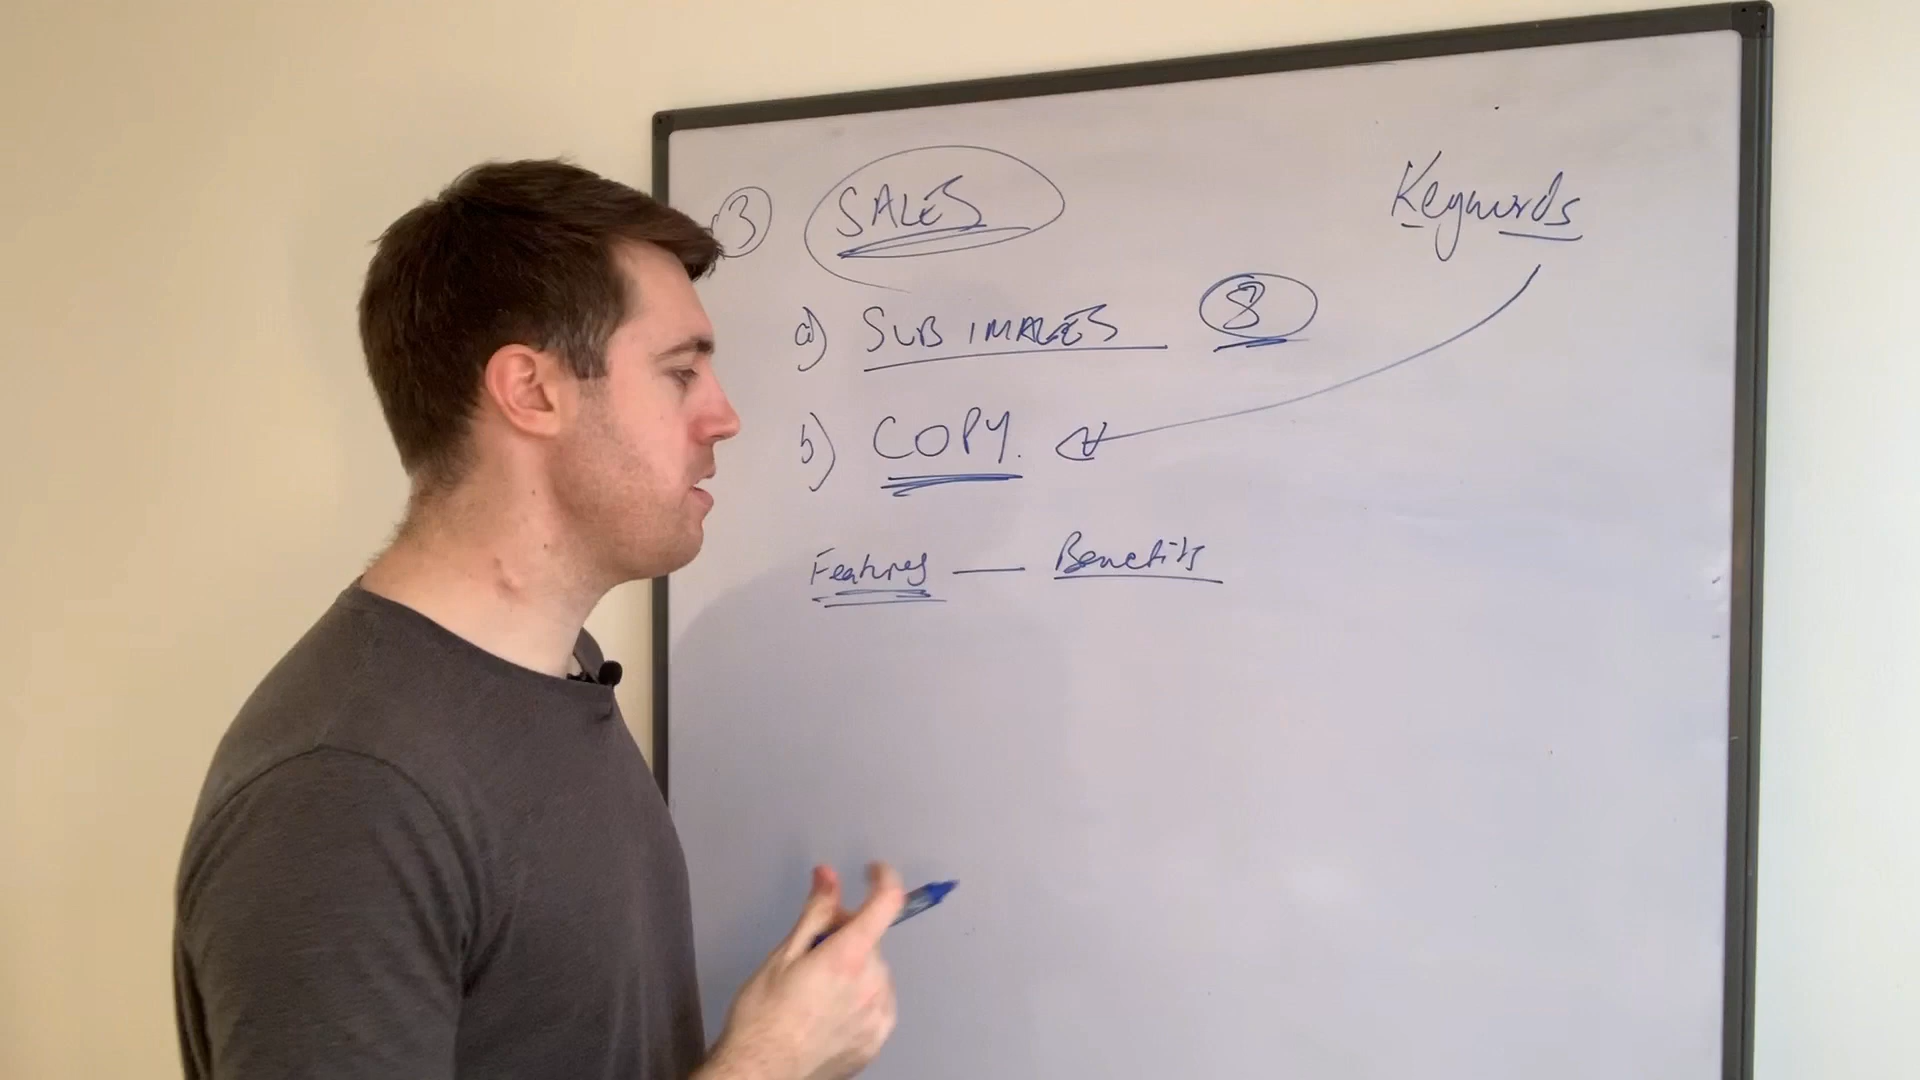 3 SALES
Keywords
a) SUB IMAGES 8
b) COPY.
Features — Benefits